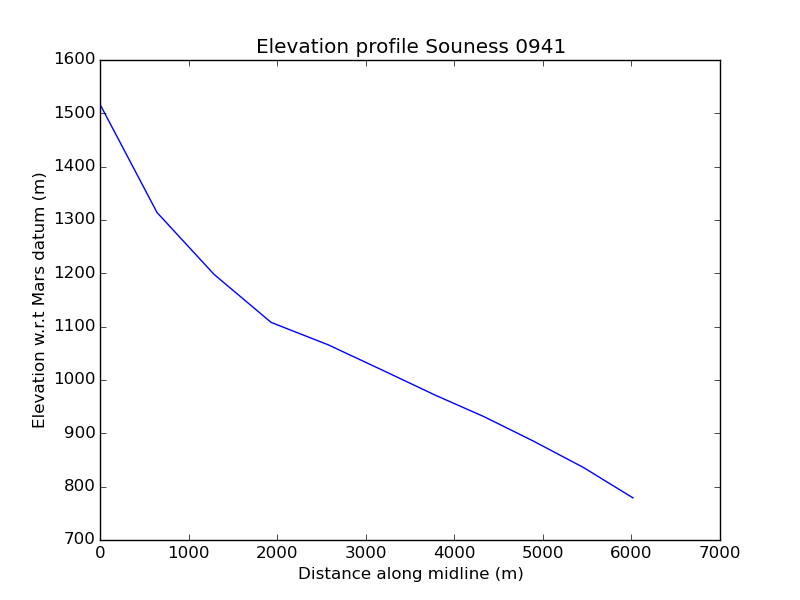 Elevation profile Souness 0941
1600
1500
1400
1300
1200
1100
1000
900
800
700
Elevation w.r.t Mars datum (m)
0 1000 2000 3000 4000 5000 6000 7000
Distance along midline (m)